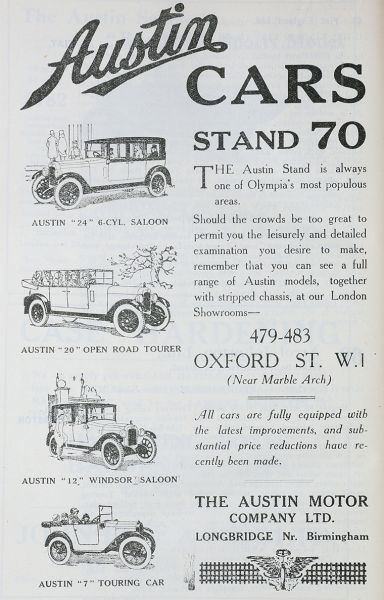 Austin
CARS
STAND 70
THE Austin Stand is always
one of Olympia's most populous
areas.
Should the crowds be too great to
permit you the leisurely and detailed
examination you desire to make,
remember that you can see a full
range of Austin models, together
with stripped chassis, at our London
Showrooms—
479-483
OXFORD ST. W.1
(Near Marble Arch)
All cars are fully equipped with
the latest improvements, and sub-
stantial price reductions have re-
cently been made.
THE AUSTIN MOTOR
COMPANY LTD.
LONGBRIDGE Nr. Birmingham
AUSTIN "24" 6-CYL. SALOON
AUSTIN "20" OPEN ROAD TOURER
AUSTIN "12," WINDSOR SALOON
AUSTIN "7" TOURING CAR